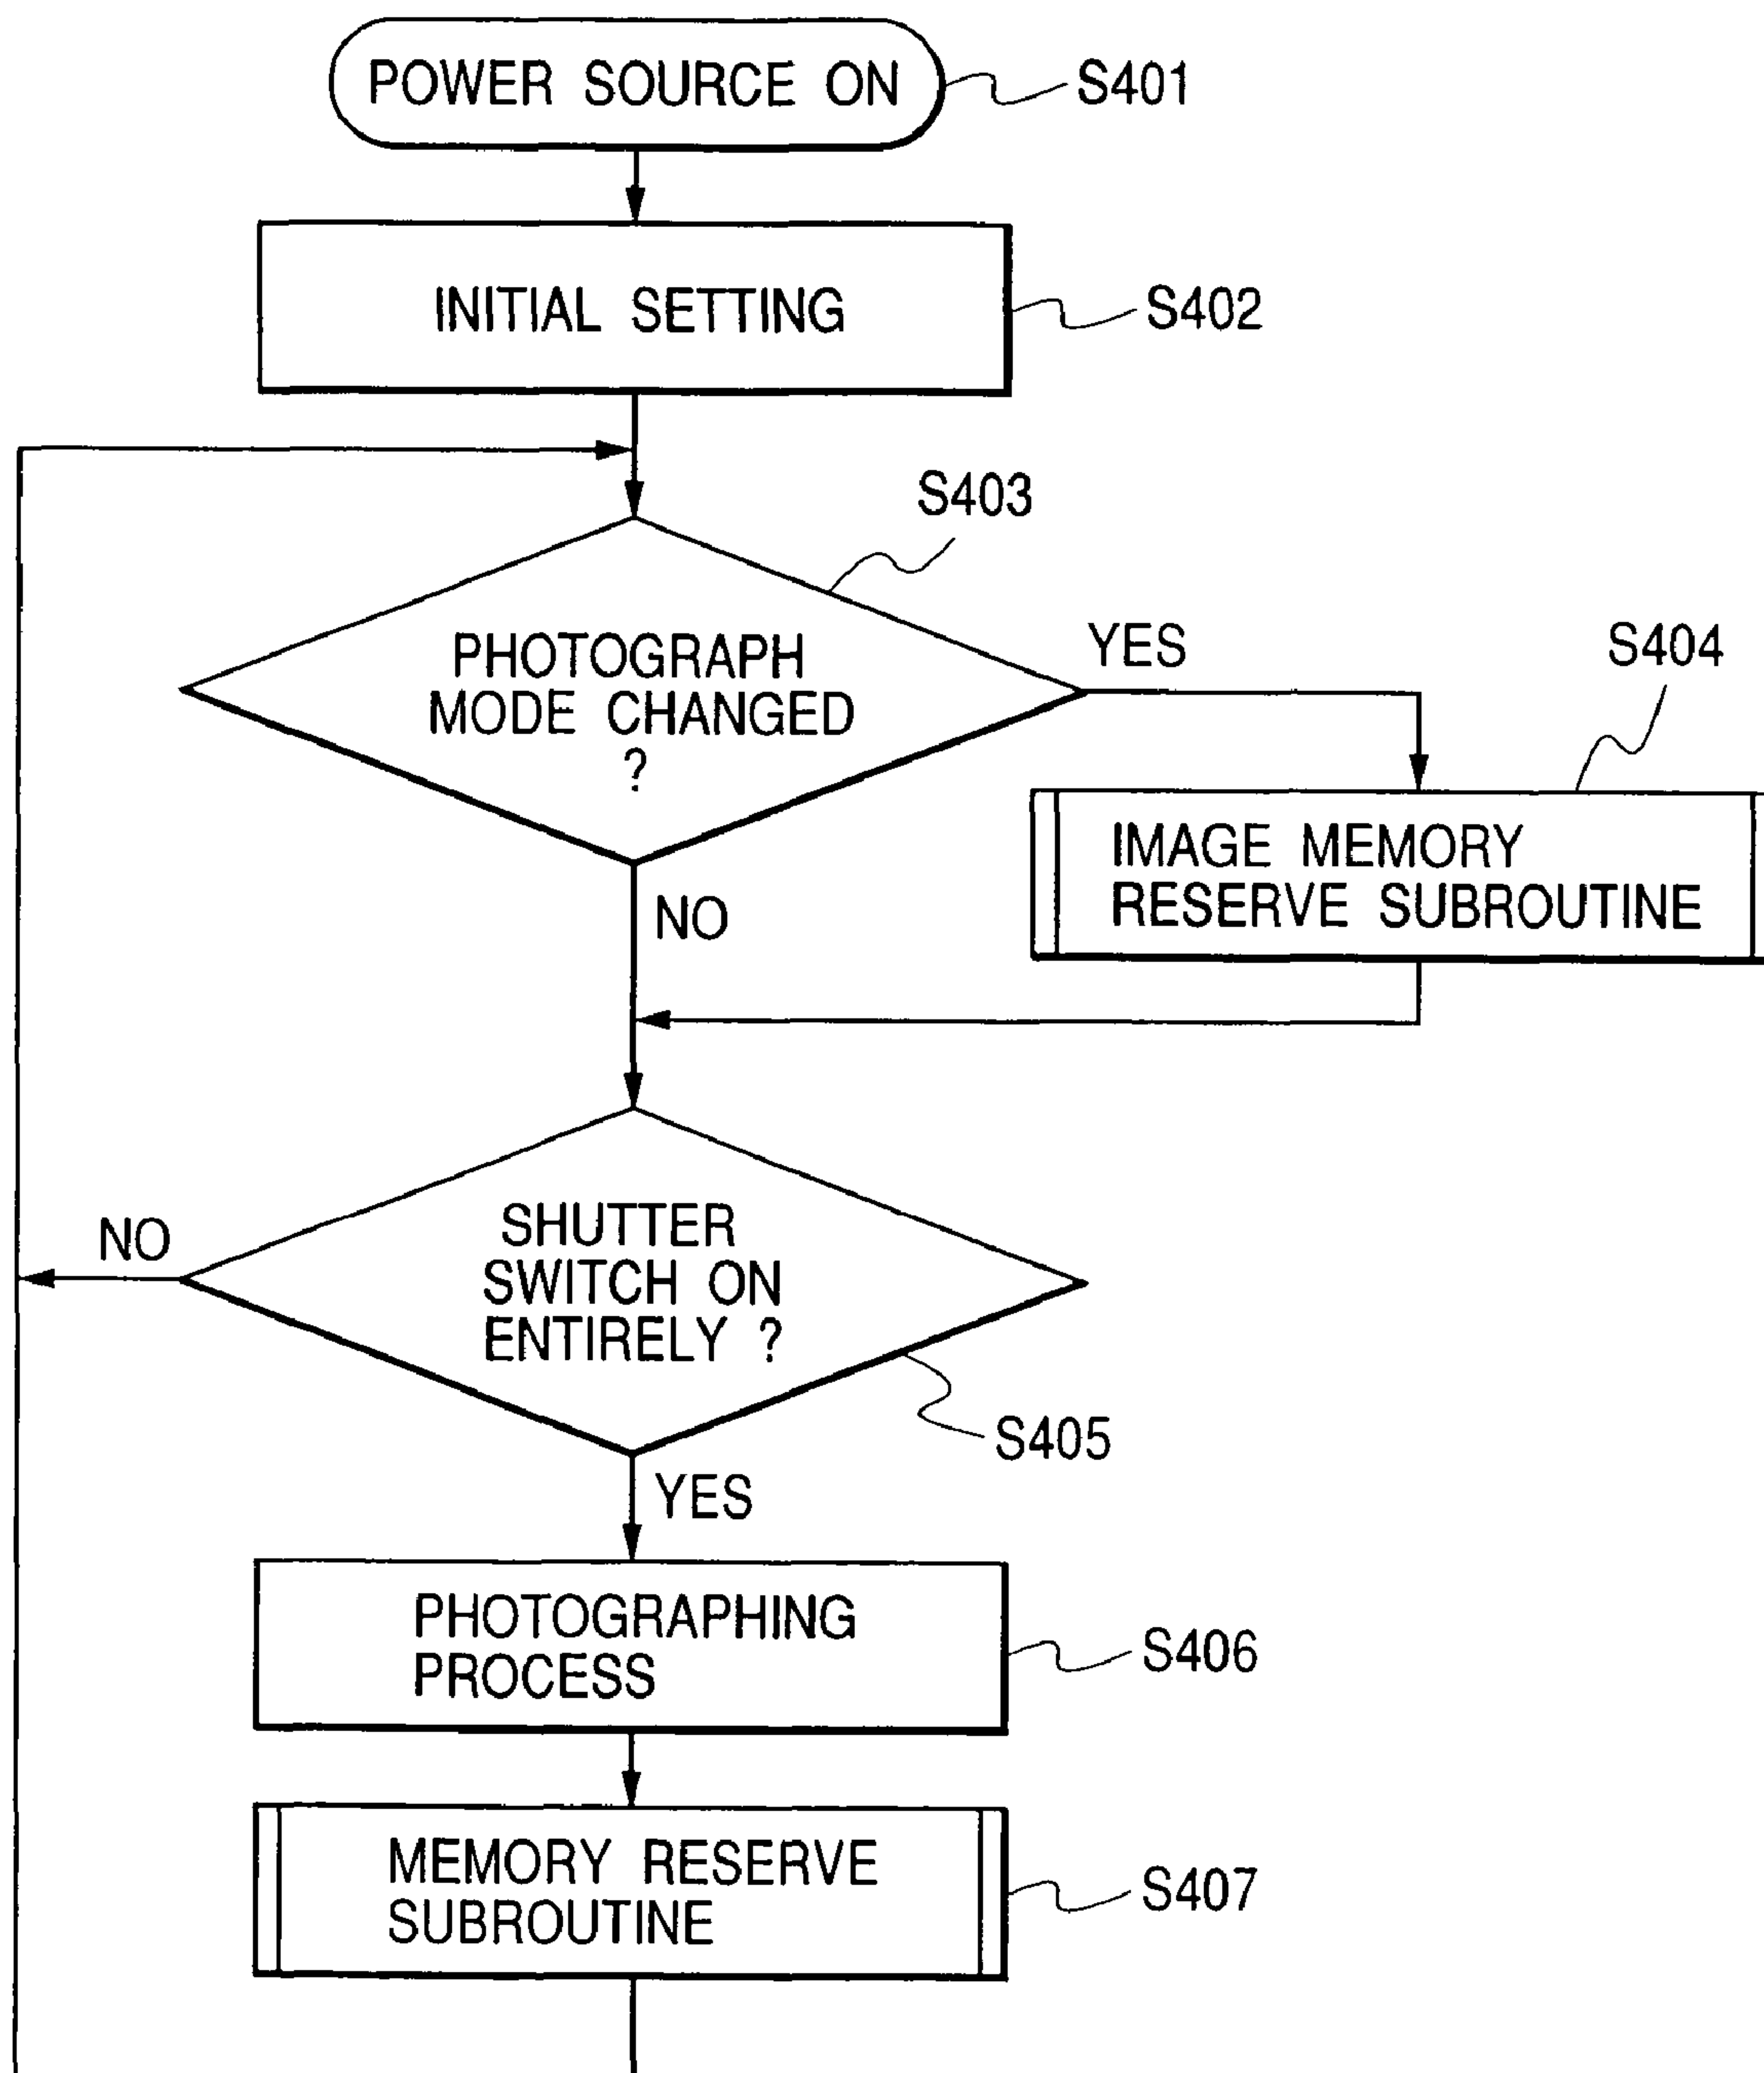 POWER SOURCE ON
S401
INITIAL SETTING
S402
S403
PHOTOGRAPH
MODE CHANGED
?
YES
S404
IMAGE MEMORY
RESERVE SUBROUTINE
NO
SHUTTER
SWITCH ON
ENTIRELY ?
NO
S405
YES
PHOTOGRAPHING
PROCESS
S406
MEMORY RESERVE
SUBROUTINE
S407